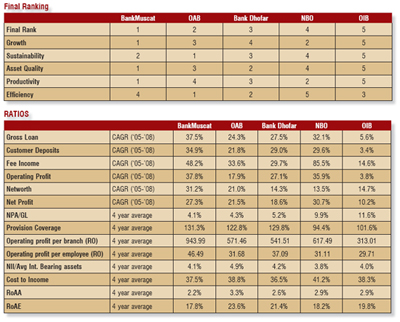 Final Ranking
BankMuscat OAB Bank Dhofar NBO OIB
Final Rank 1 2 3 4 5
Growth 1 3 4 2 5
Sustainability 2 1 3 4 5
Asset Quality 1 3 2 4 5
Productivity 1 4 3 2 5
Efficiency 4 1 2 5 3
RATIOS
BankMuscat OAB Bank Dhofar NBO OIB
Gross Loan CAGR ('05-'08) 37.5% 24.3% 27.5% 32.1% 5.6%
Customer Deposits CAGR ('05-'08) 34.9% 21.8% 29.0% 29.6% 3.4%
Fee Income CAGR ('05-'08) 48.2% 33.6% 29.7% 85.5% 14.6%
Operating Profit CAGR ('05-'08) 37.8% 17.9% 27.1% 35.9% 3.8%
Networth CAGR ('05-'08) 31.2% 21.0% 14.3% 13.5% 14.7%
Net Profit CAGR ('05-'08) 27.3% 21.5% 18.6% 30.7% 10.2%
NPA/GL 4 year average 4.1% 4.3% 5.2% 9.9% 11.6%
Provision Coverage 4 year average 131.3% 122.8% 129.8% 94.4% 101.6%
Operating profit per branch (RO) 4 year average 943.99 571.46 541.51 617.49 313.01
Operating profit per employee (RO) 4 year average 46.49 31.68 37.09 31.11 29.71
NII/Avg Int. Bearing assets 4 year average 4.1% 4.9% 4.2% 3.8% 4.0%
Cost to Income 4 year average 37.5% 38.8% 36.5% 41.2% 38.3%
RoAA 4 year average 2.2% 3.3% 2.6% 2.9% 2.9%
RoAE 4 year average 17.8% 23.6% 21.4% 18.2% 19.8%